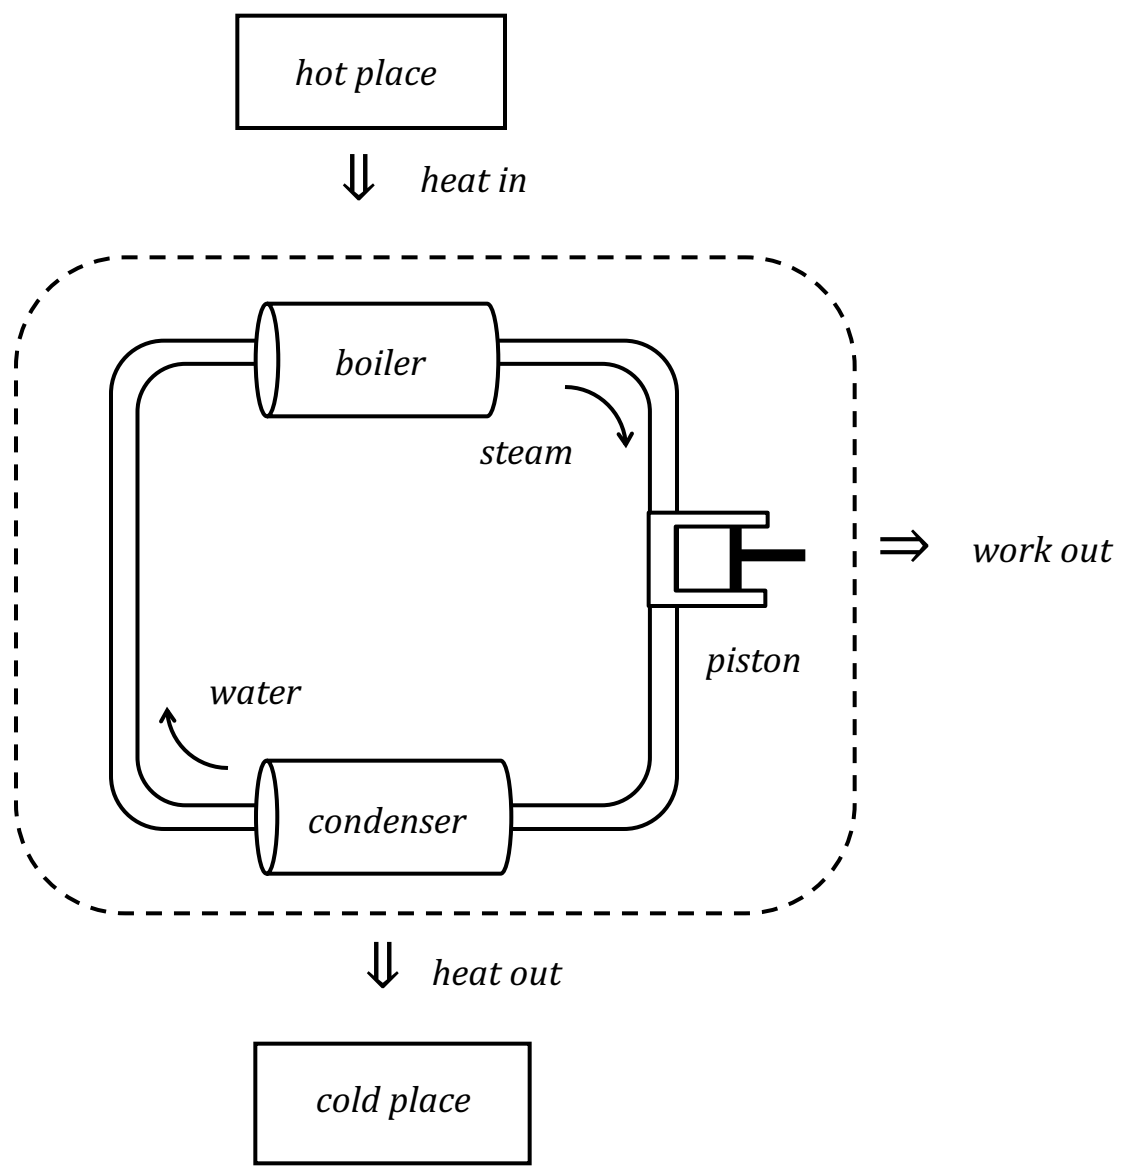 hot place
heat in
boiler
steam
work out
piston
water
condenser
heat out
cold place